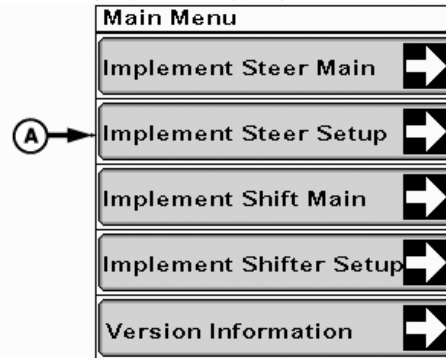 Main Menu
Implement Steer Main
A
Implement Steer Setup
Implement Shift Main
Implement Shifter Setup
Version Information